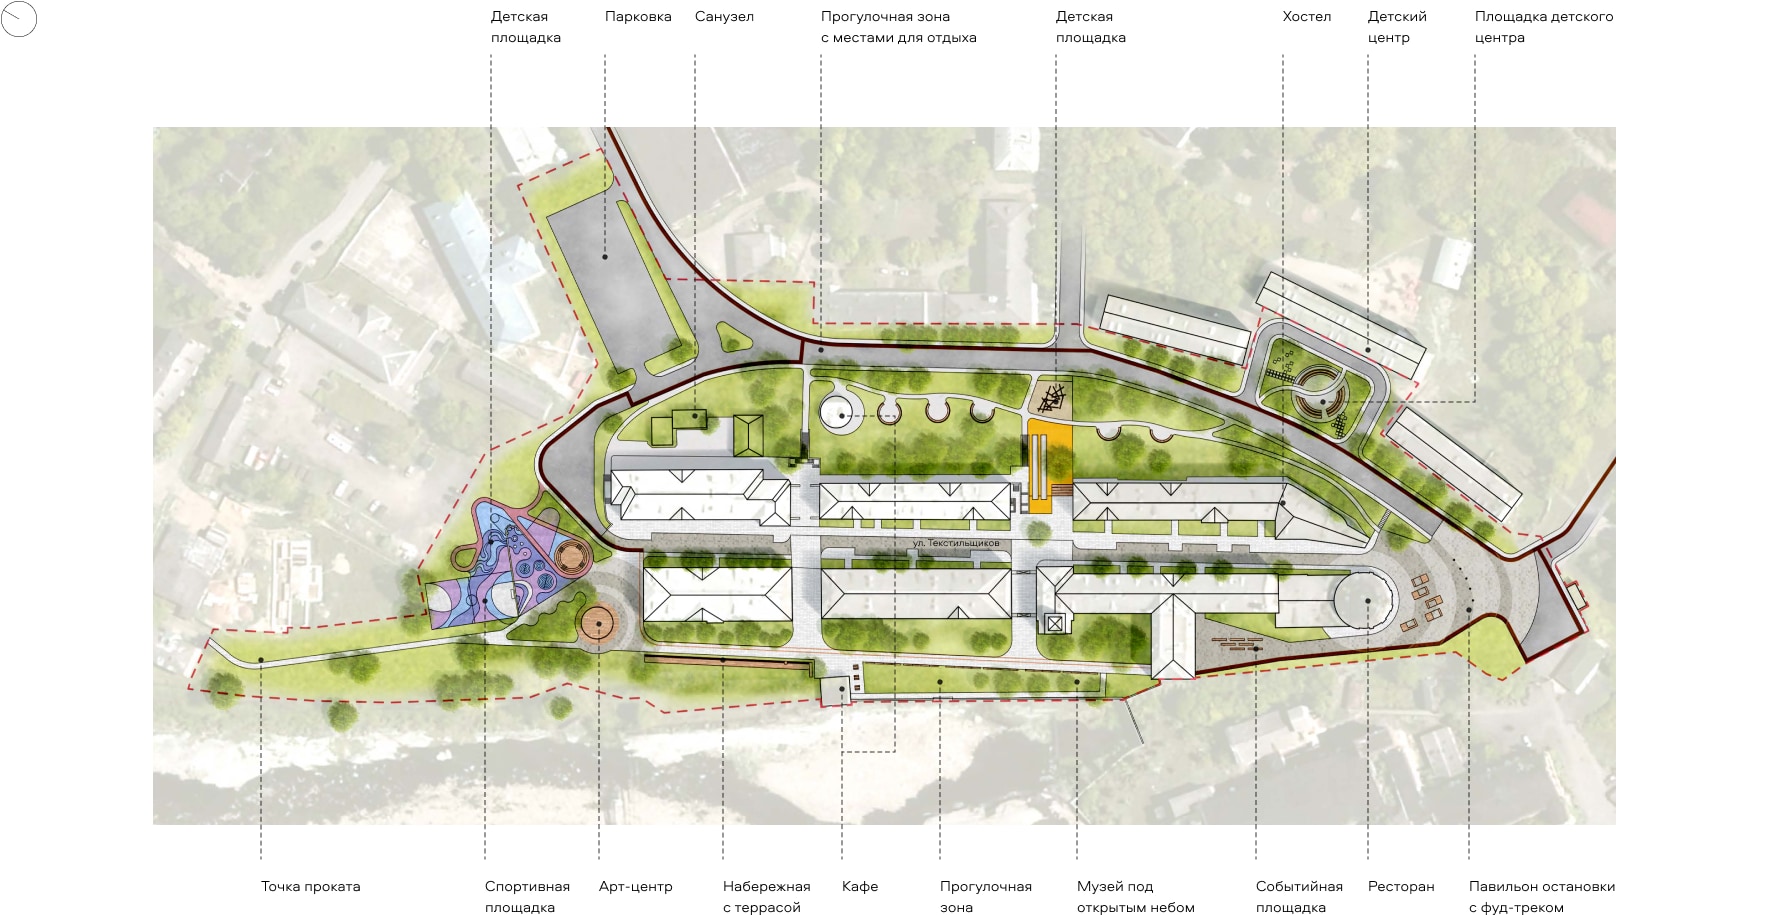 Детская
площадка
Парковка
Санузел
Прогулочная зона
с местами для отдыха
Детская
площадка
Хостел
Детский
центр
Площадка детского
центра
ул. Текстильщиков
Точка проката
Спортивная
площадка
Арт-центр
Набережная
с террасой
Кафе
Прогулочная
зона
Музей под
открытым небом
Событийная
площадка
Ресторан
Павильон остановки
с фуд-треком